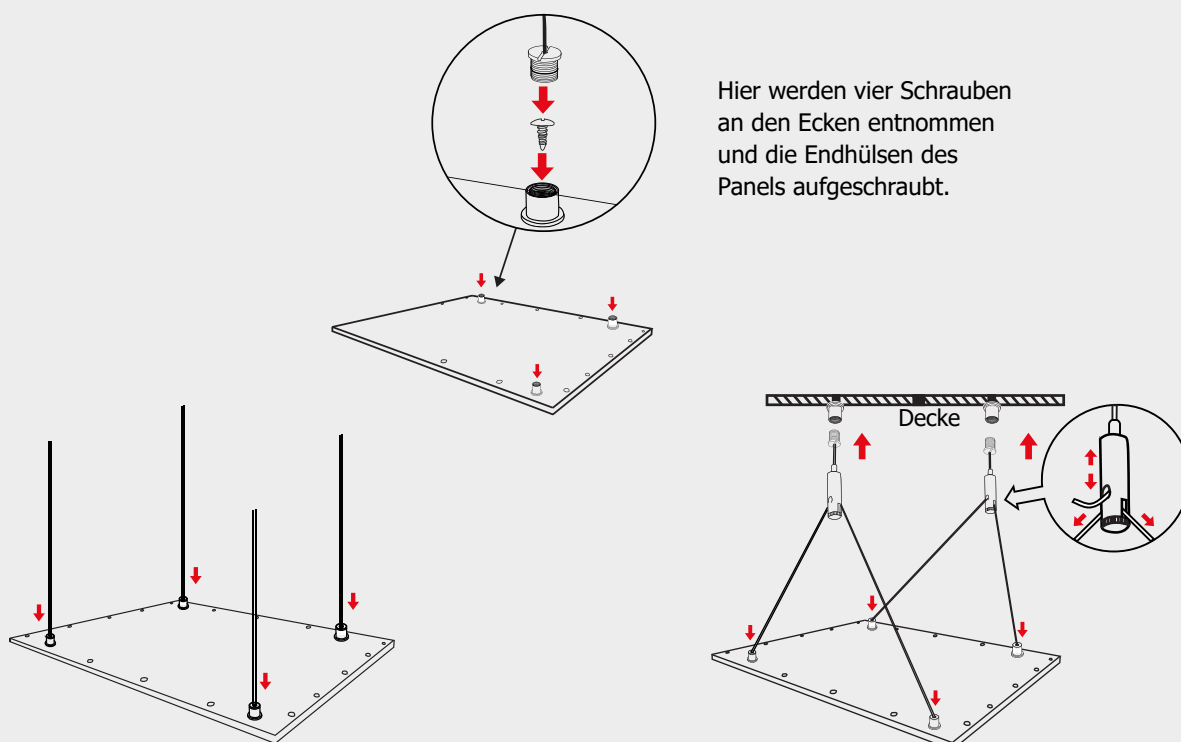 Hier werden vier Schrauben
an den Ecken entnommen
und die Endhülsen des
Panels aufgeschraubt.
Decke